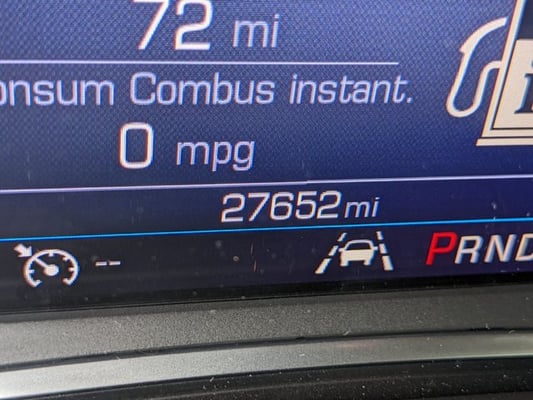 72 mi
onsum Combus instant.
0 mpg
27652 mi
--
PRND